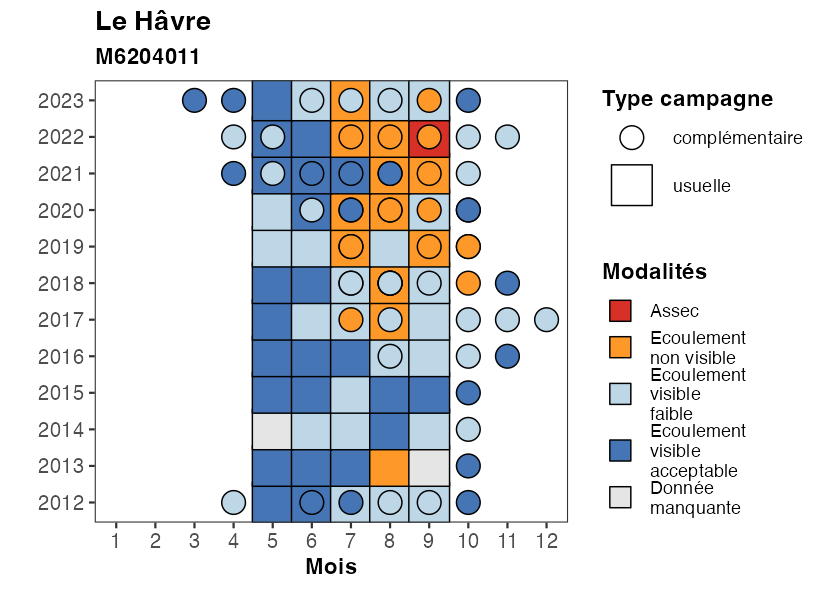 Le Hâvre
M6204011
2023
2022
2021
2020
2019
2018
2017
2016
2015
2014
2013
2012
1 2 3 4 5 6 7 8 9 10 11 12
Mois
Type campagne
complémentaire
usuelle
Modalités
Assec
Ecoulement
non visible
Ecoulement
visible
faible
Ecoulement
visible
acceptable
Donnée
manquante